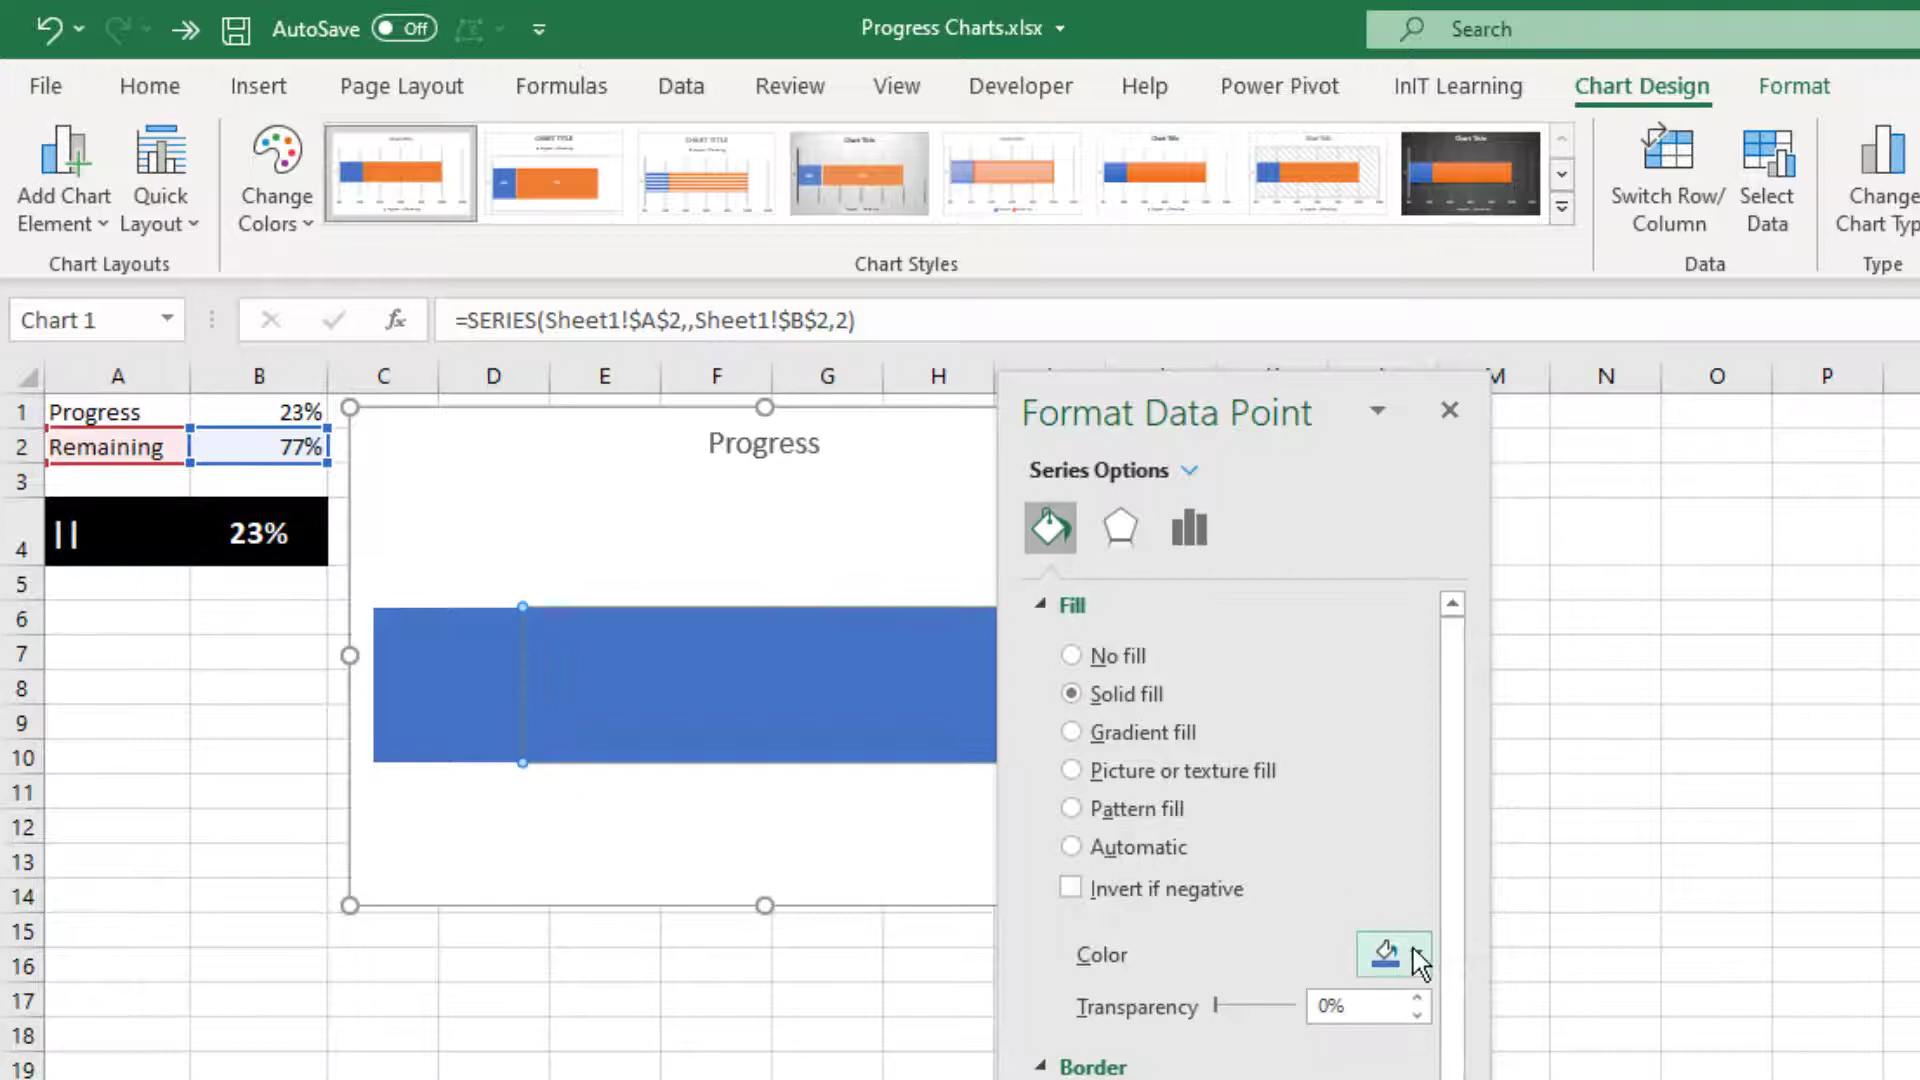 AutoSave Off
Progress Charts.xlsx
Search
File Home Insert Page Layout Formulas Data Review View Developer Help Power Pivot InIT Learning Chart Design Format
Add Chart
Element
Quick
Layout
Change
Colors
Switch Row/
Column
Select
Data
Change
Chart Typ
Chart Layouts
Chart Styles
Data
Type
Chart 1
fx
=SERIES(Sheet1!$A$2,,Sheet1!$B$2,2)
A B C D E F G H M N O P
1 Progress 23%
2 Remaining 77%
3
4 || 23%
5
6
7
8
9
10
11
12
13
14
15
16
17
18
19
Progress
Format Data Point
Series Options
Fill
No fill
Solid fill
Gradient fill
Picture or texture fill
Pattern fill
Automatic
Invert if negative
Color
Transparency 0%
Border